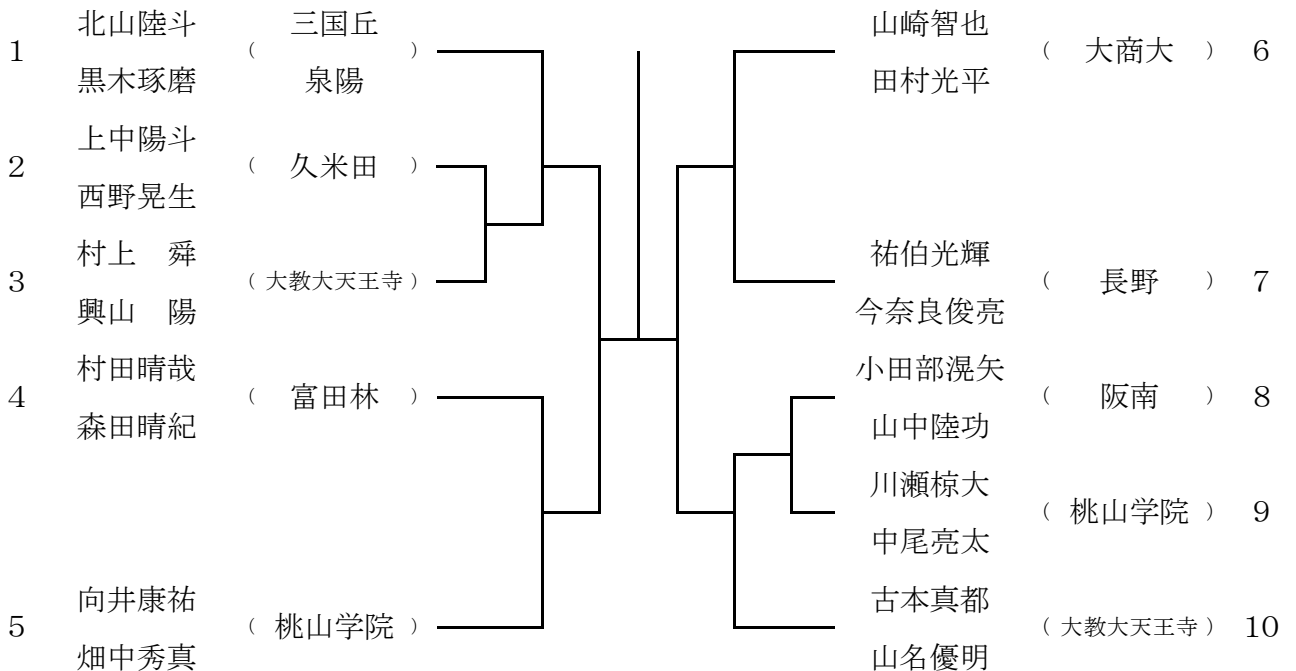 北山陸斗 三国丘
1 ( )
黒木琢磨 泉陽
上中陽斗
2 ( 久米田 )
西野晃生
村上 舜
3 ( 大教大天王寺 )
興山 陽
村田晴哉
4 ( 富田林 )
森田晴紀
向井康祐
5 ( 桃山学院 )
畑中秀真
山崎智也
( 大商大 ) 6
田村光平
祐伯光輝
( 長野 ) 7
今奈良俊亮
小田部滉矢
( 阪南 ) 8
山中陸功
川瀬椋大
( 桃山学院 ) 9
中尾亮太
古本真都
( 大教大天王寺 ) 10
山名優明